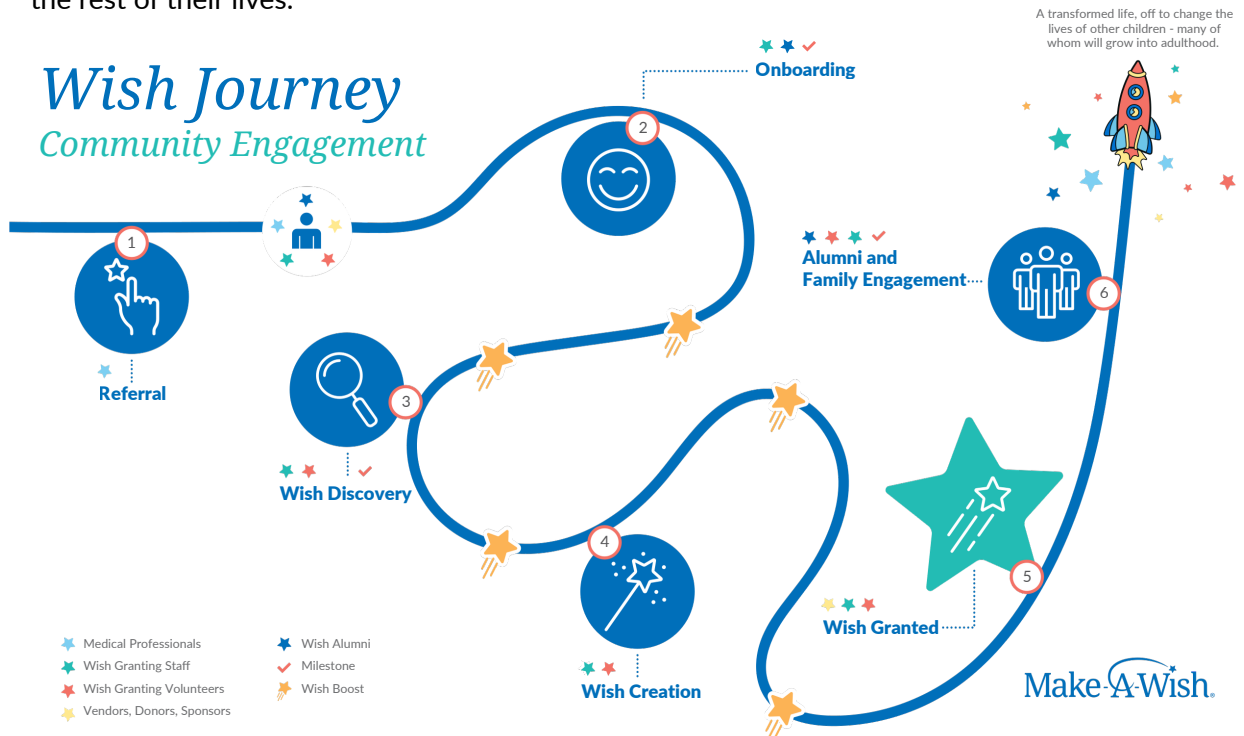 the rest of their lives.
A transformed life, off to change the
lives of other children - many of
whom will grow into adulthood.
Wish Journey
Community Engagement
Onboarding
2
1
Referral
Alumni and
Family Engagement
6
3
Wish Discovery
4
Wish Creation
5
Wish Granted
Medical Professionals
Wish Granting Staff
Wish Granting Volunteers
Vendors, Donors, Sponsors
Wish Alumni
Milestone
Wish Boost
Make-A-Wish®